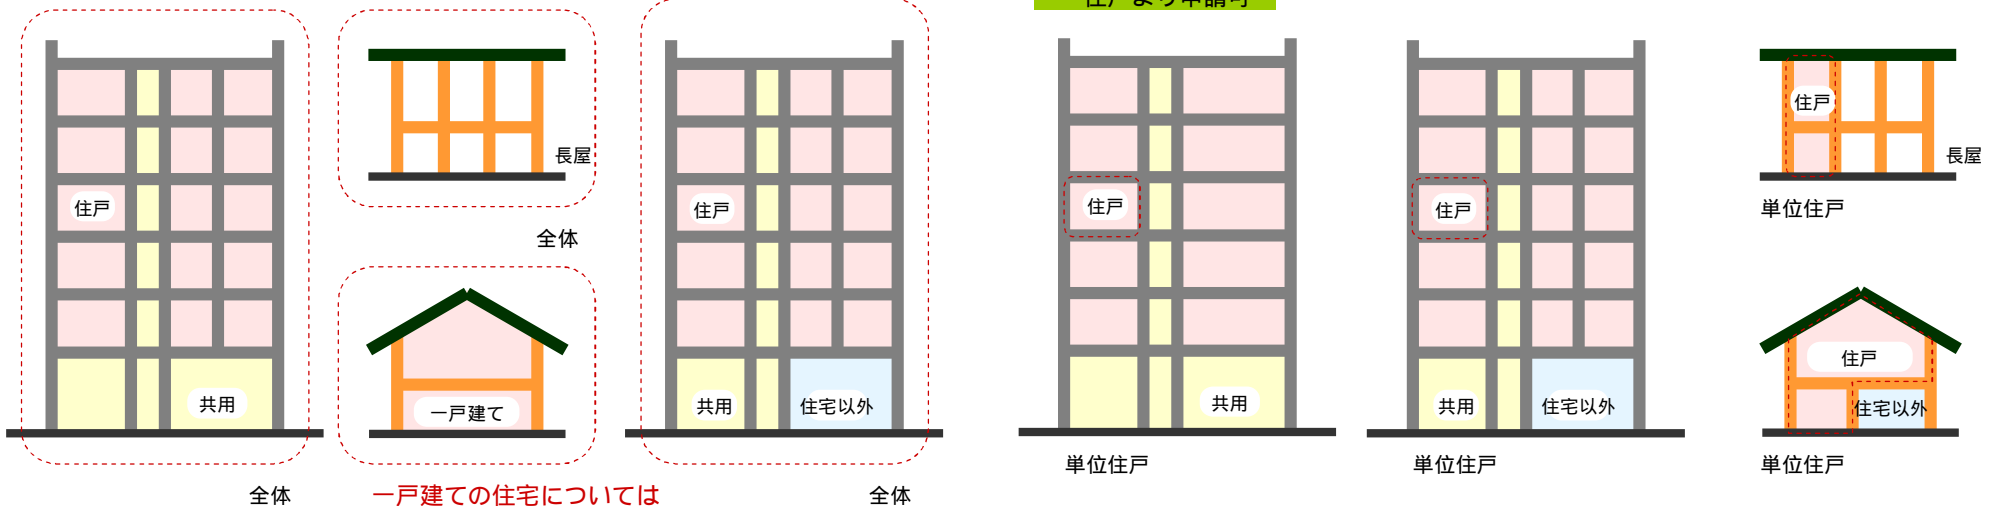 住戸
共用
全体
長屋
全体
一戸建て
一戸建ての住宅については
住戸
共用
住宅以外
全体
住戸
共用
単位住戸
住戸
共用
住宅以外
単位住戸
住戸
長屋
単位住戸
住戸
住宅以外
単位住戸